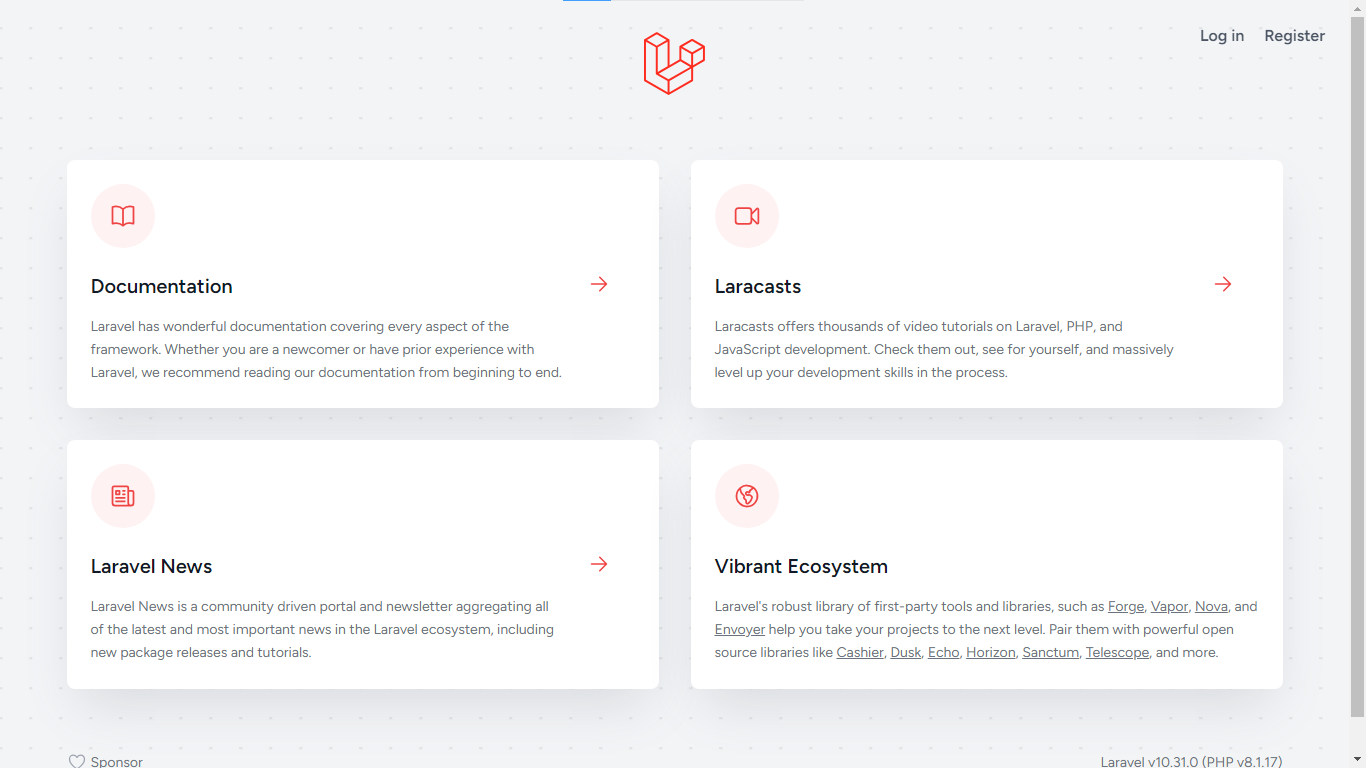 Log in Register
Documentation
Laravel has wonderful documentation covering every aspect of the
framework. Whether you are a newcomer or have prior experience with
Laravel, we recommend reading our documentation from beginning to end.
Laracasts
Laracasts offers thousands of video tutorials on Laravel, PHP, and
JavaScript development. Check them out, see for yourself, and massively
level up your development skills in the process.
Laravel News
Laravel News is a community driven portal and newsletter aggregating all
of the latest and most important news in the Laravel ecosystem, including
new package releases and tutorials.
Vibrant Ecosystem
Laravel's robust library of first-party tools and libraries, such as Forge, Vapor, Nova, and
Envoyer help you take your projects to the next level. Pair them with powerful open
source libraries like Cashier, Dusk, Echo, Horizon, Sanctum, Telescope, and more.
Sponsor
Laravel v10.31.0 (PHP v8.1.17)